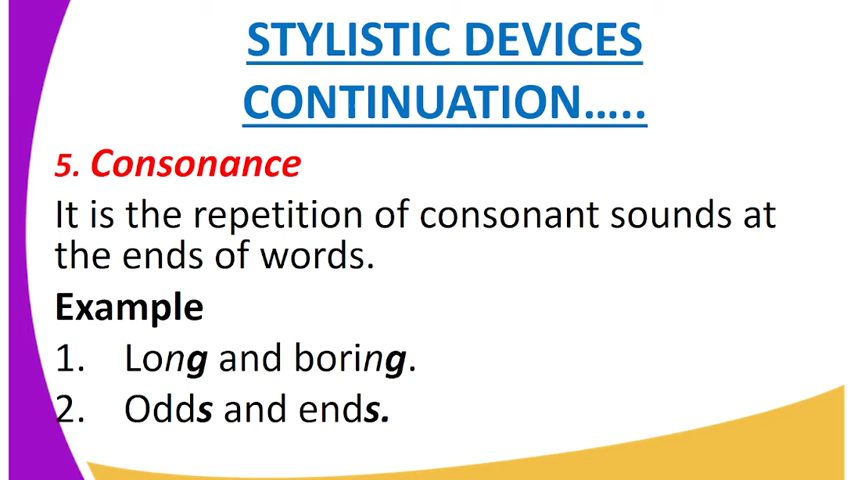 STYLISTIC DEVICES
CONTINUATION…..
5. Consonance
It is the repetition of consonant sounds at
the ends of words.
Example
1. Long and boring.
2. Odds and ends.